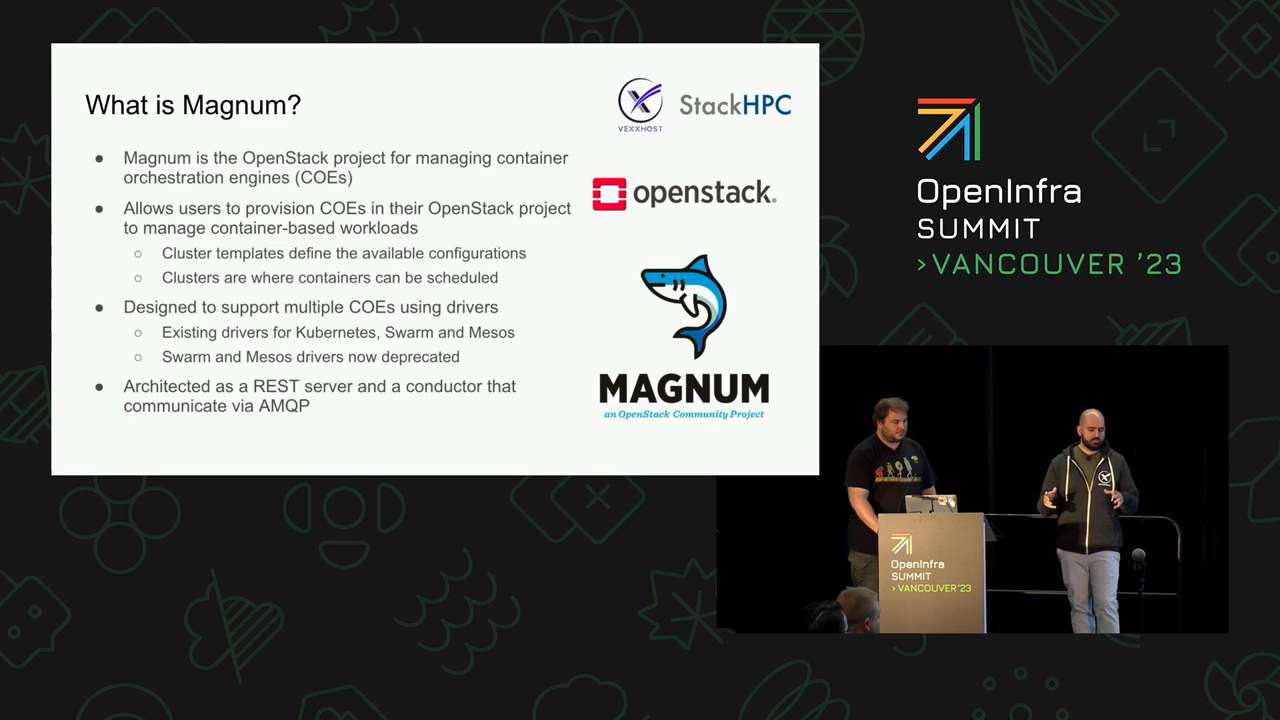 What is Magnum?
VEXXHOST
StackHPC
● Magnum is the OpenStack project for managing container
orchestration engines (COEs)
● Allows users to provision COEs in their OpenStack project
to manage container-based workloads
○ Cluster templates define the available configurations
○ Clusters are where containers can be scheduled
● Designed to support multiple COEs using drivers
○ Existing drivers for Kubernetes, Swarm and Mesos
○ Swarm and Mesos drivers now deprecated
● Architected as a REST server and a conductor that
communicate via AMQP
openstack.
MAGNUM
an OpenStack Community Project
OpenInfra
SUMMIT
>VANCOUVER '23
OpenInfra
SUMMIT
>VANCOUVER '23